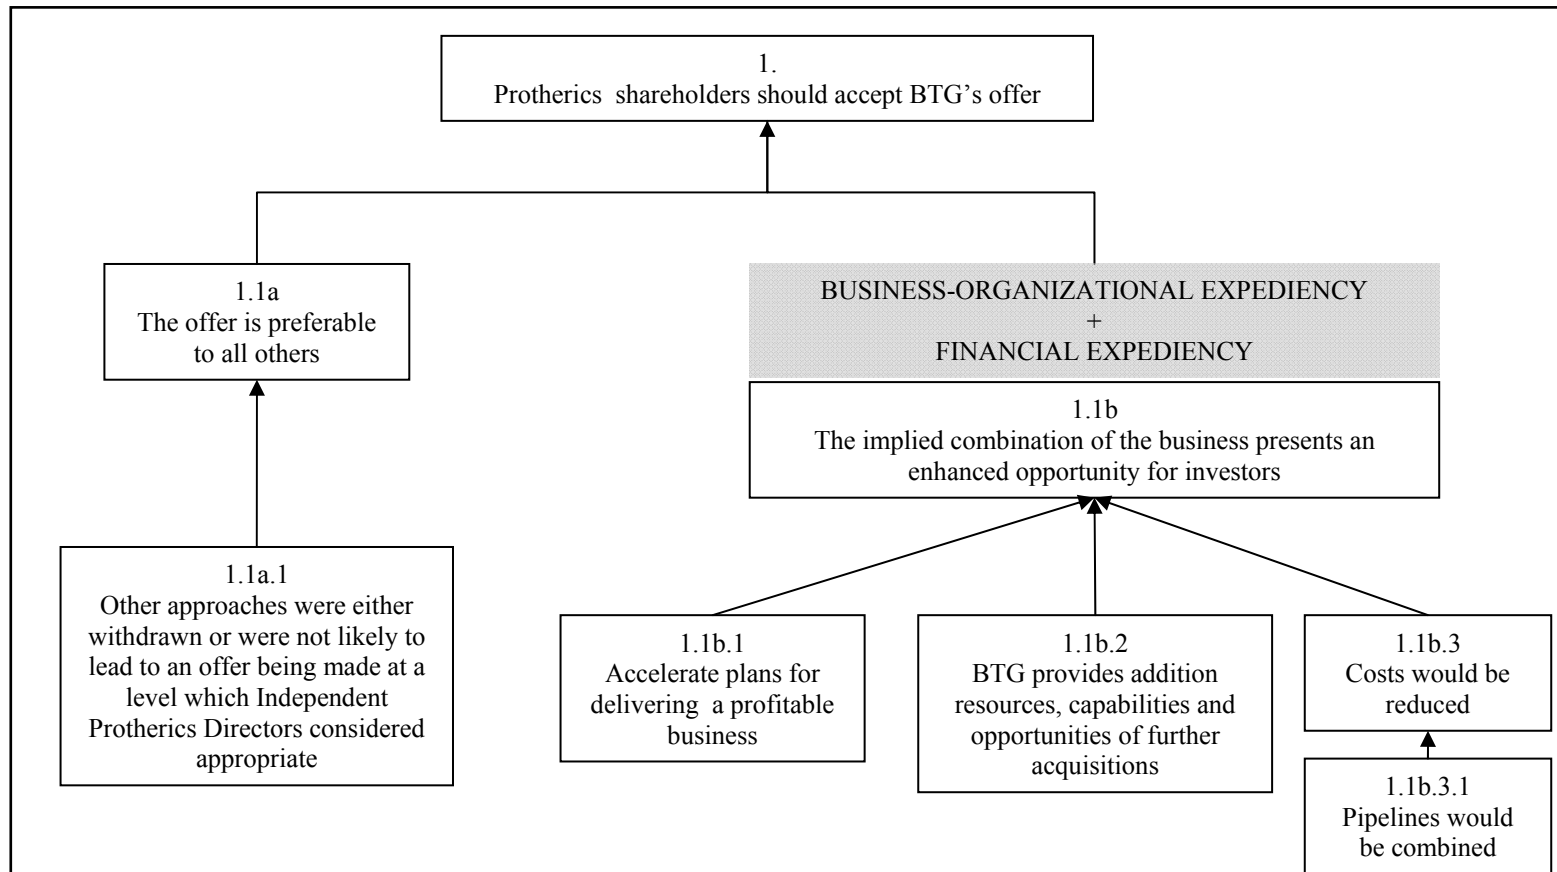 1.
Protherics shareholders should accept BTG’s offer
1.1a
The offer is preferable
to all others
BUSINESS-ORGANIZATIONAL EXPEDIENCY
+
FINANCIAL EXPEDIENCY
1.1b
The implied combination of the business presents an
enhanced opportunity for investors
1.1a.1
Other approaches were either
withdrawn or were not likely to
lead to an offer being made at a
level which Independent
Protherics Directors considered
appropriate
1.1b.1
Accelerate plans for
delivering a profitable
business
1.1b.2
BTG provides addition
resources, capabilities and
opportunities of further
acquisitions
1.1b.3
Costs would be
reduced
1.1b.3.1
Pipelines would
be combined